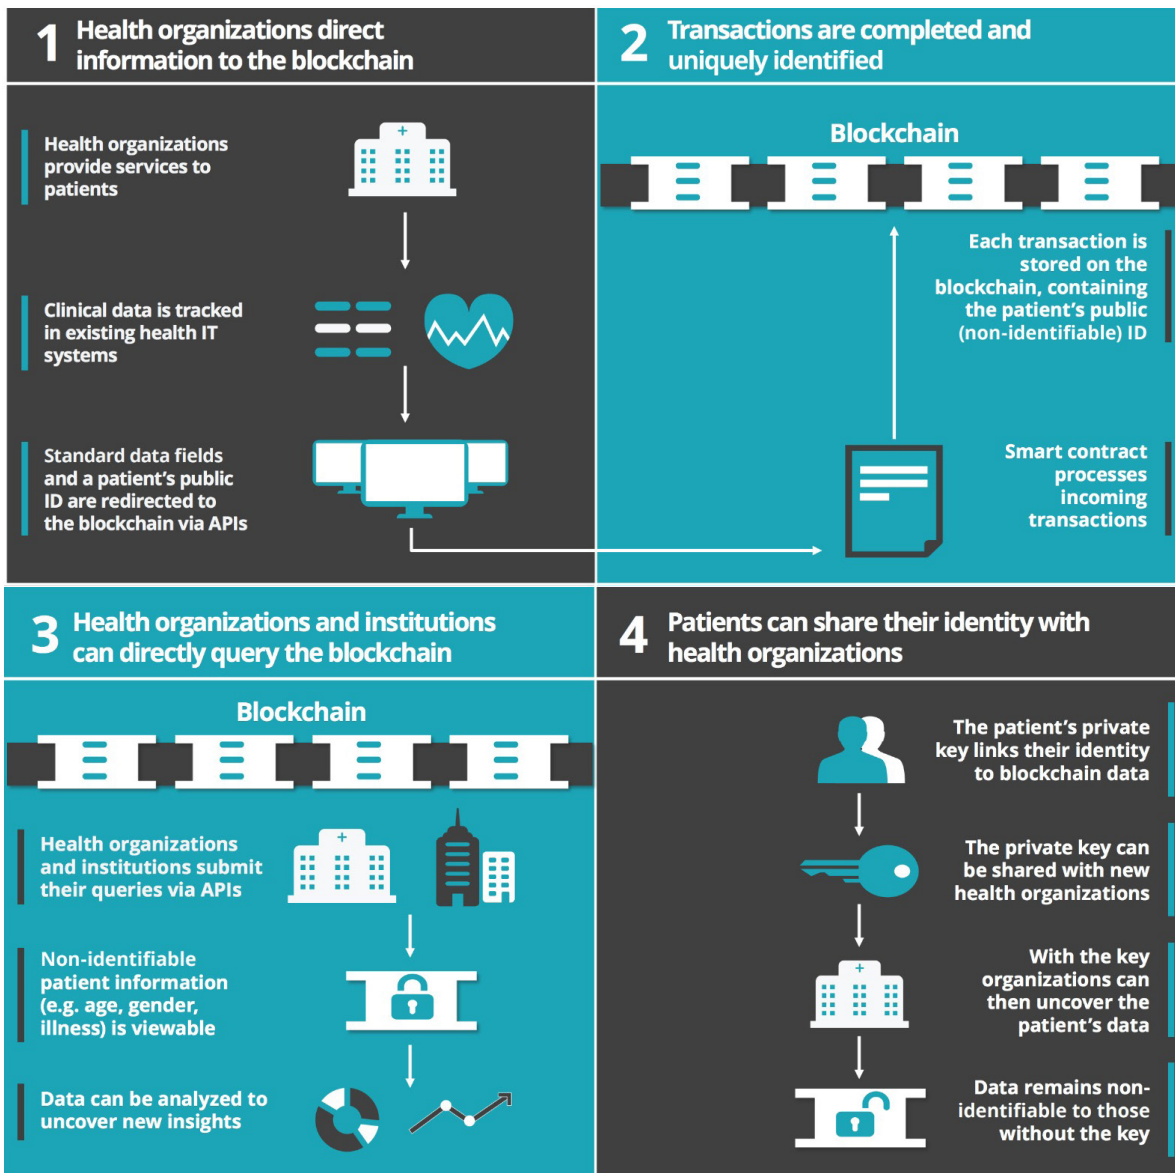 1
Health organizations direct
information to the blockchain
Health organizations
provide services to
patients
Clinical data is tracked
in existing health IT
systems
Standard data fields
and a patient's public
ID are redirected to
the blockchain via APIs
2
Transactions are completed and
uniquely identified
Blockchain
Each transaction is
stored on the
blockchain, containing
the patient's public
(non-identifiable) ID
Smart contract
processes
incoming
transactions
3
Health organizations and institutions
can directly query the blockchain
Blockchain
Health organizations
and institutions submit
their queries via APIs
Non-identifiable
patient information
(e.g. age, gender,
illness) is viewable
Data can be analyzed to
uncover new insights
4
Patients can share their identity with
health organizations
The patient's private
key links their identity
to blockchain data
The private key can
be shared with new
health organizations
With the key
organizations can
then uncover the
patient's data
Data remains non-
identifiable to those
without the key